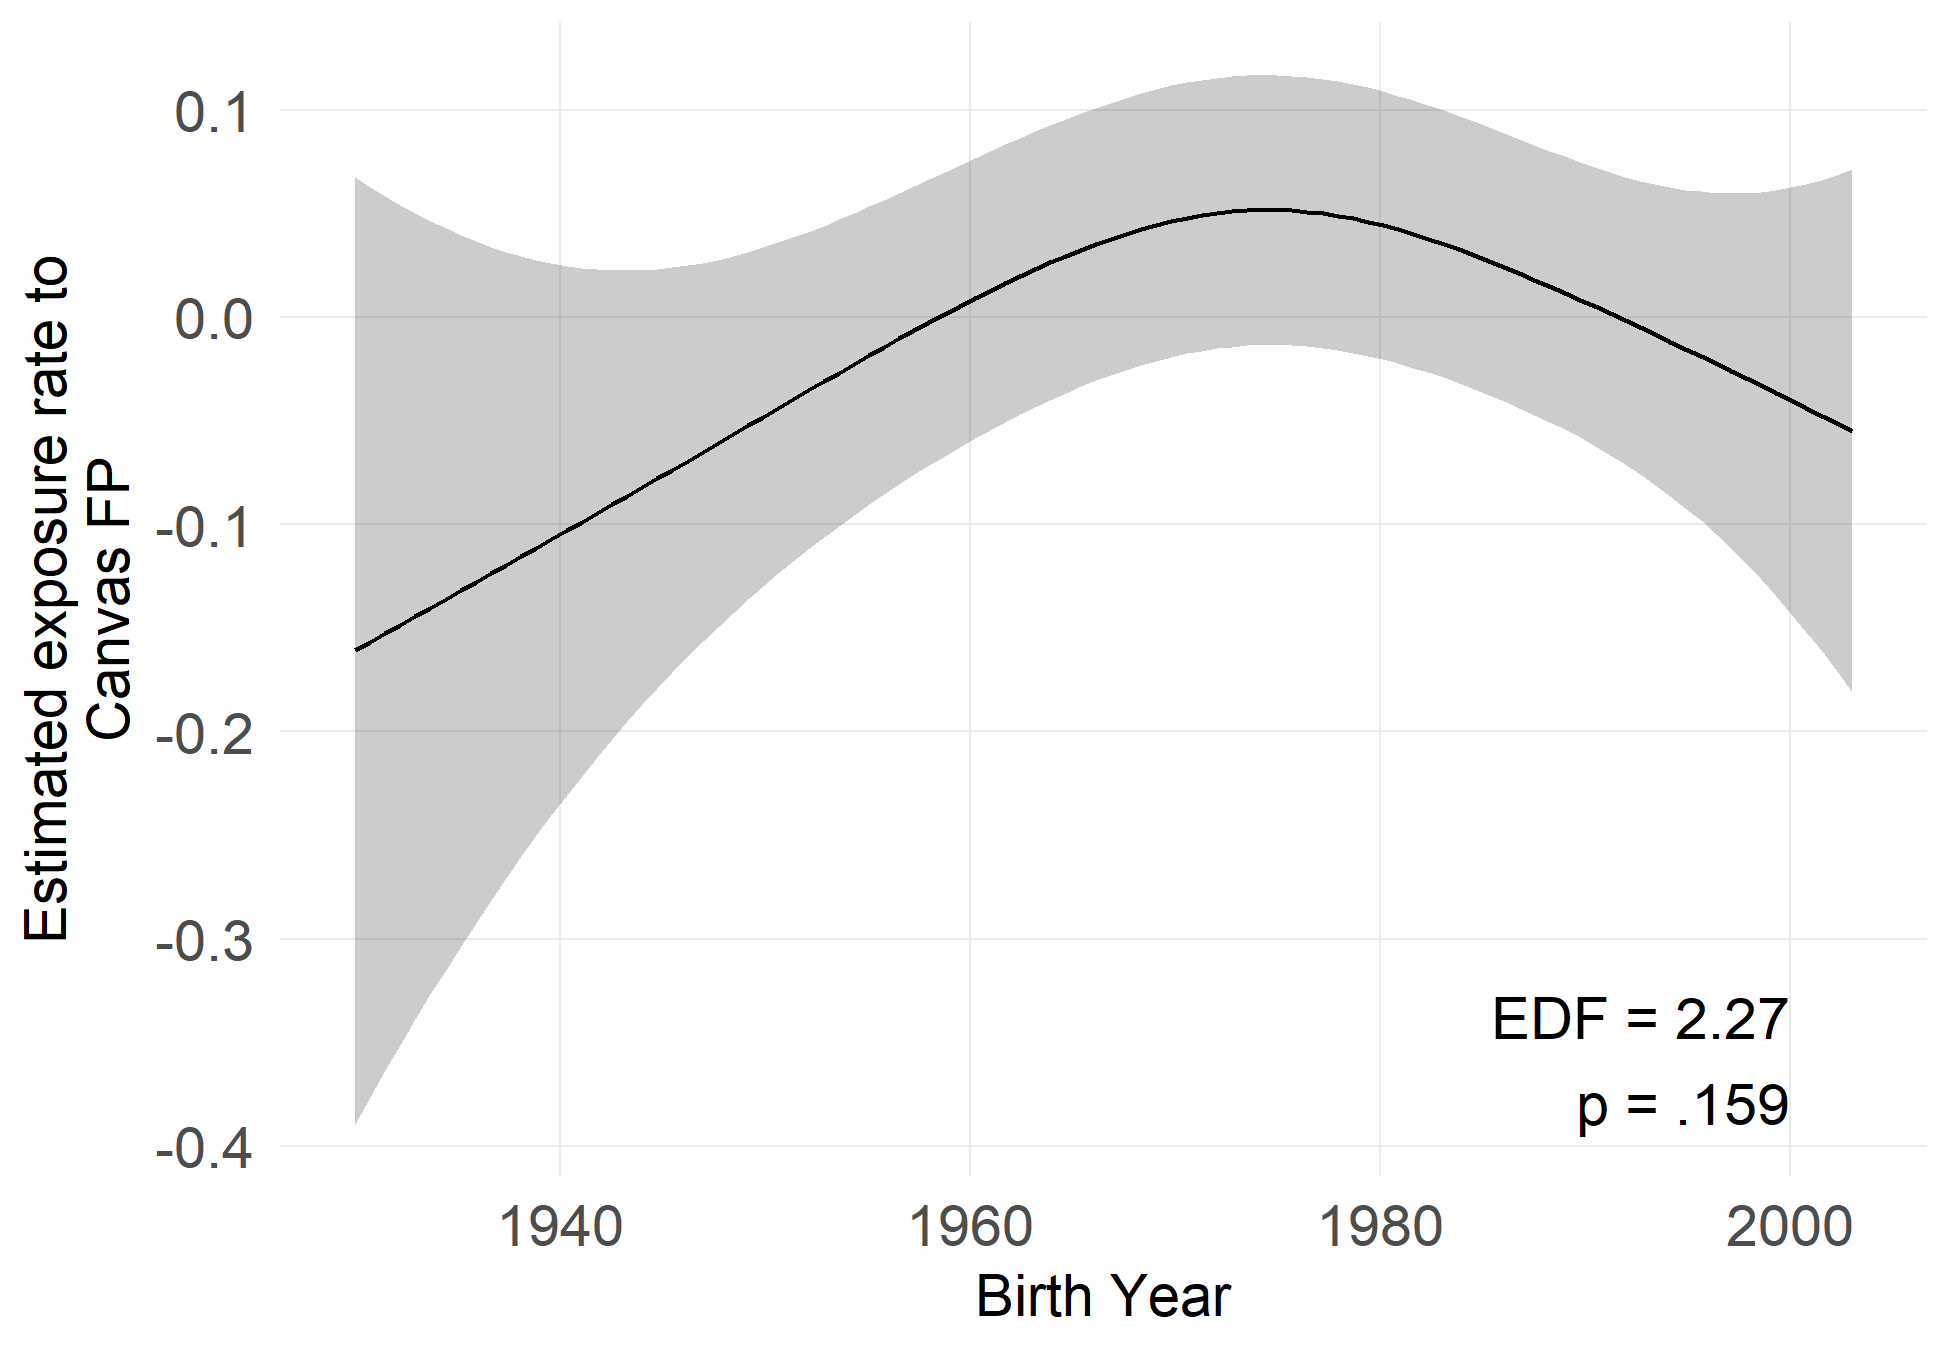 Estimated exposure rate to
Canvas FP
0.1
0.0
-0.1
-0.2
-0.3
-0.4
EDF = 2.27
p = .159
1940 1960 1980 2000
Birth Year